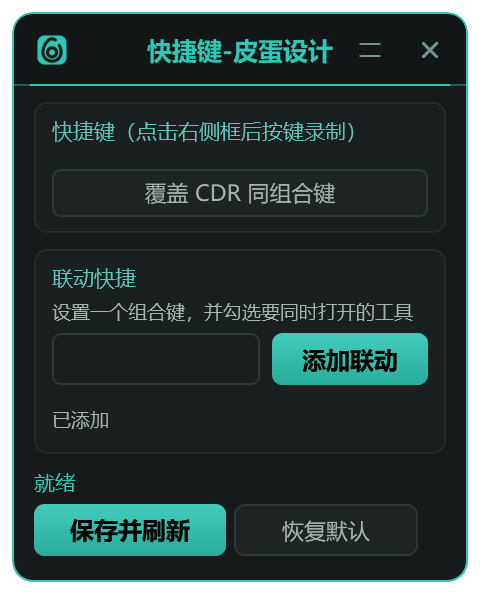 快捷键-皮蛋设计
快捷键（点击右侧框后按键录制）
覆盖 CDR 同组合键
联动快捷
设置一个组合键，并勾选要同时打开的工具
添加联动
已添加
就绪
保存并刷新
恢复默认